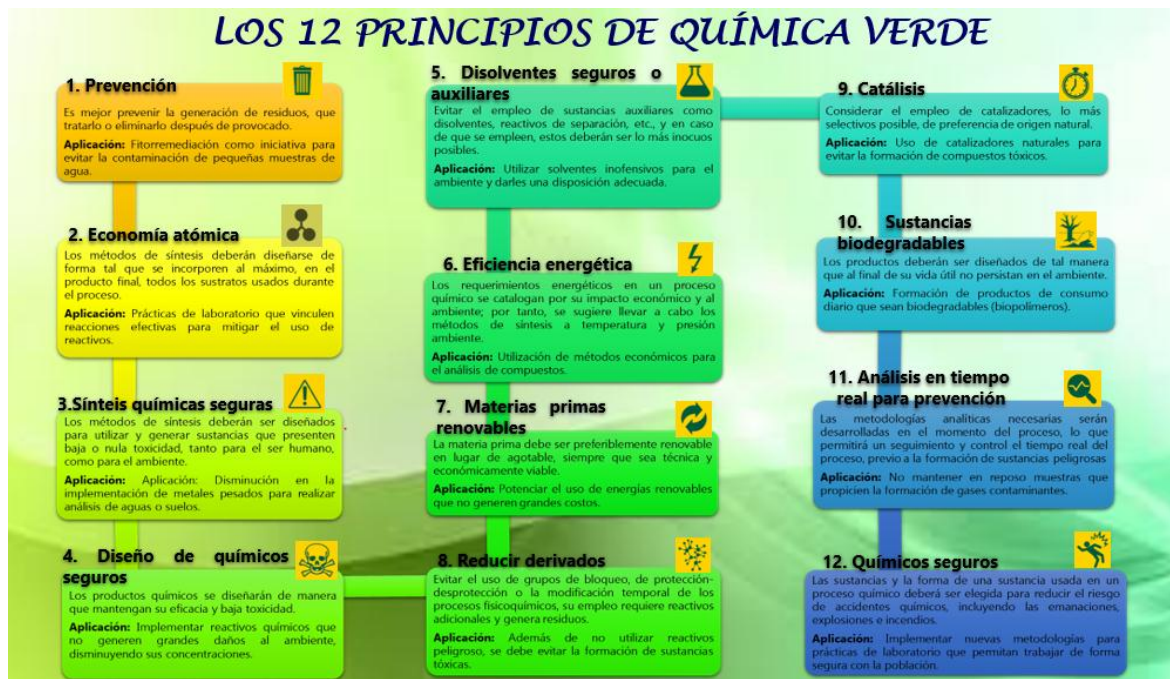 LOS 12 PRINCIPIOS DE QUÍMICA VERDE
1. Prevención
Es mejor prevenir la generación de residuos, que
tratarlo o eliminarlo después de provocado.
Aplicación: Fitorremediación como iniciativa para
evitar la contaminación de pequeñas muestras de
agua.
2. Economía atómica
Los métodos de síntesis deberán diseñarse de
forma tal que se incorporen al máximo, en el
producto final, todos los sustratos usados durante
el proceso.
Aplicación: Prácticas de laboratorio que vinculen
reacciones efectivas para mitigar el uso de
reactivos.
3.Sínteis químicas seguras
Los métodos de síntesis deberán ser diseñados
para utilizar y generar sustancias que presenten
baja o nula toxicidad, tanto para el ser humano,
como para el ambiente.
Aplicación: Aplicación: Disminución en la
implementación de metales pesados para realizar
análisis de aguas o suelos.
4. Diseño de químicos
seguros
Los productos químicos se diseñarán de manera
que mantengan su eficacia y baja toxicidad.
Aplicación: Implementar reactivos químicos que
no generen grandes daños al ambiente,
disminuyendo sus concentraciones.
5. Disolventes seguros o
auxiliares
Evitar el empleo de sustancias auxiliares como
disolventes, reactivos de separación, etc., y en caso
de que se empleen, estos deberán ser lo más inocuos
posibles.
Aplicación: Utilizar solventes inofensivos para el
ambiente y darles una disposición adecuada.
6. Eficiencia energética
Los requerimientos energéticos en un proceso
químico se catalogan por su impacto económico y al
ambiente; por tanto, se sugiere llevar a cabo los
métodos de síntesis a temperatura y presión
ambiente.
Aplicación: Utilización de métodos económicos para
el análisis de compuestos.
7. Materias primas
renovables
La materia prima debe ser preferiblemente renovable
en lugar de agotable, siempre que sea técnica y
económicamente viable.
Aplicación: Potenciar el uso de energías renovables
que no generen grandes costos.
8. Reducir derivados
Evitar el uso de grupos de bloqueo, de protección-
desprotección o la modificación temporal de los
procesos fisicoquímicos, su empleo requiere reactivos
adicionales y genera residuos.
Aplicación: Además de no utilizar reactivos
peligroso, se debe evitar la formación de sustancias
tóxicas.
9. Catálisis
Considerar el empleo de catalizadores, lo más
selectivos posible, de preferencia de origen natural.
Aplicación: Uso de catalizadores naturales para
evitar la formación de compuestos tóxicos.
10. Sustancias
biodegradables
Los productos deberán ser diseñados de tal manera
que al final de su vida útil no persistan en el ambiente.
Aplicación: Formación de productos de consumo
diario que sean biodegradables (biopolímeros).
11. Análisis en tiempo
real para prevención
Las metodologías analíticas necesarias serán
desarrolladas en el momento del proceso, lo que
permitirá un seguimiento y control el tiempo real del
proceso, previo a la formación de sustancias peligrosas
Aplicación: No mantener en reposo muestras que
propicien la formación de gases contaminantes.
12. Químicos seguros
Las sustancias y la forma de una sustancia usada en un
proceso químico deberá ser elegida para reducir el riesgo
de accidentes químicos, incluyendo las emanaciones,
explosiones e incendios.
Aplicación: Implementar nuevas metodologías para
prácticas de laboratorio que permitan trabajar de forma
segura con la población.